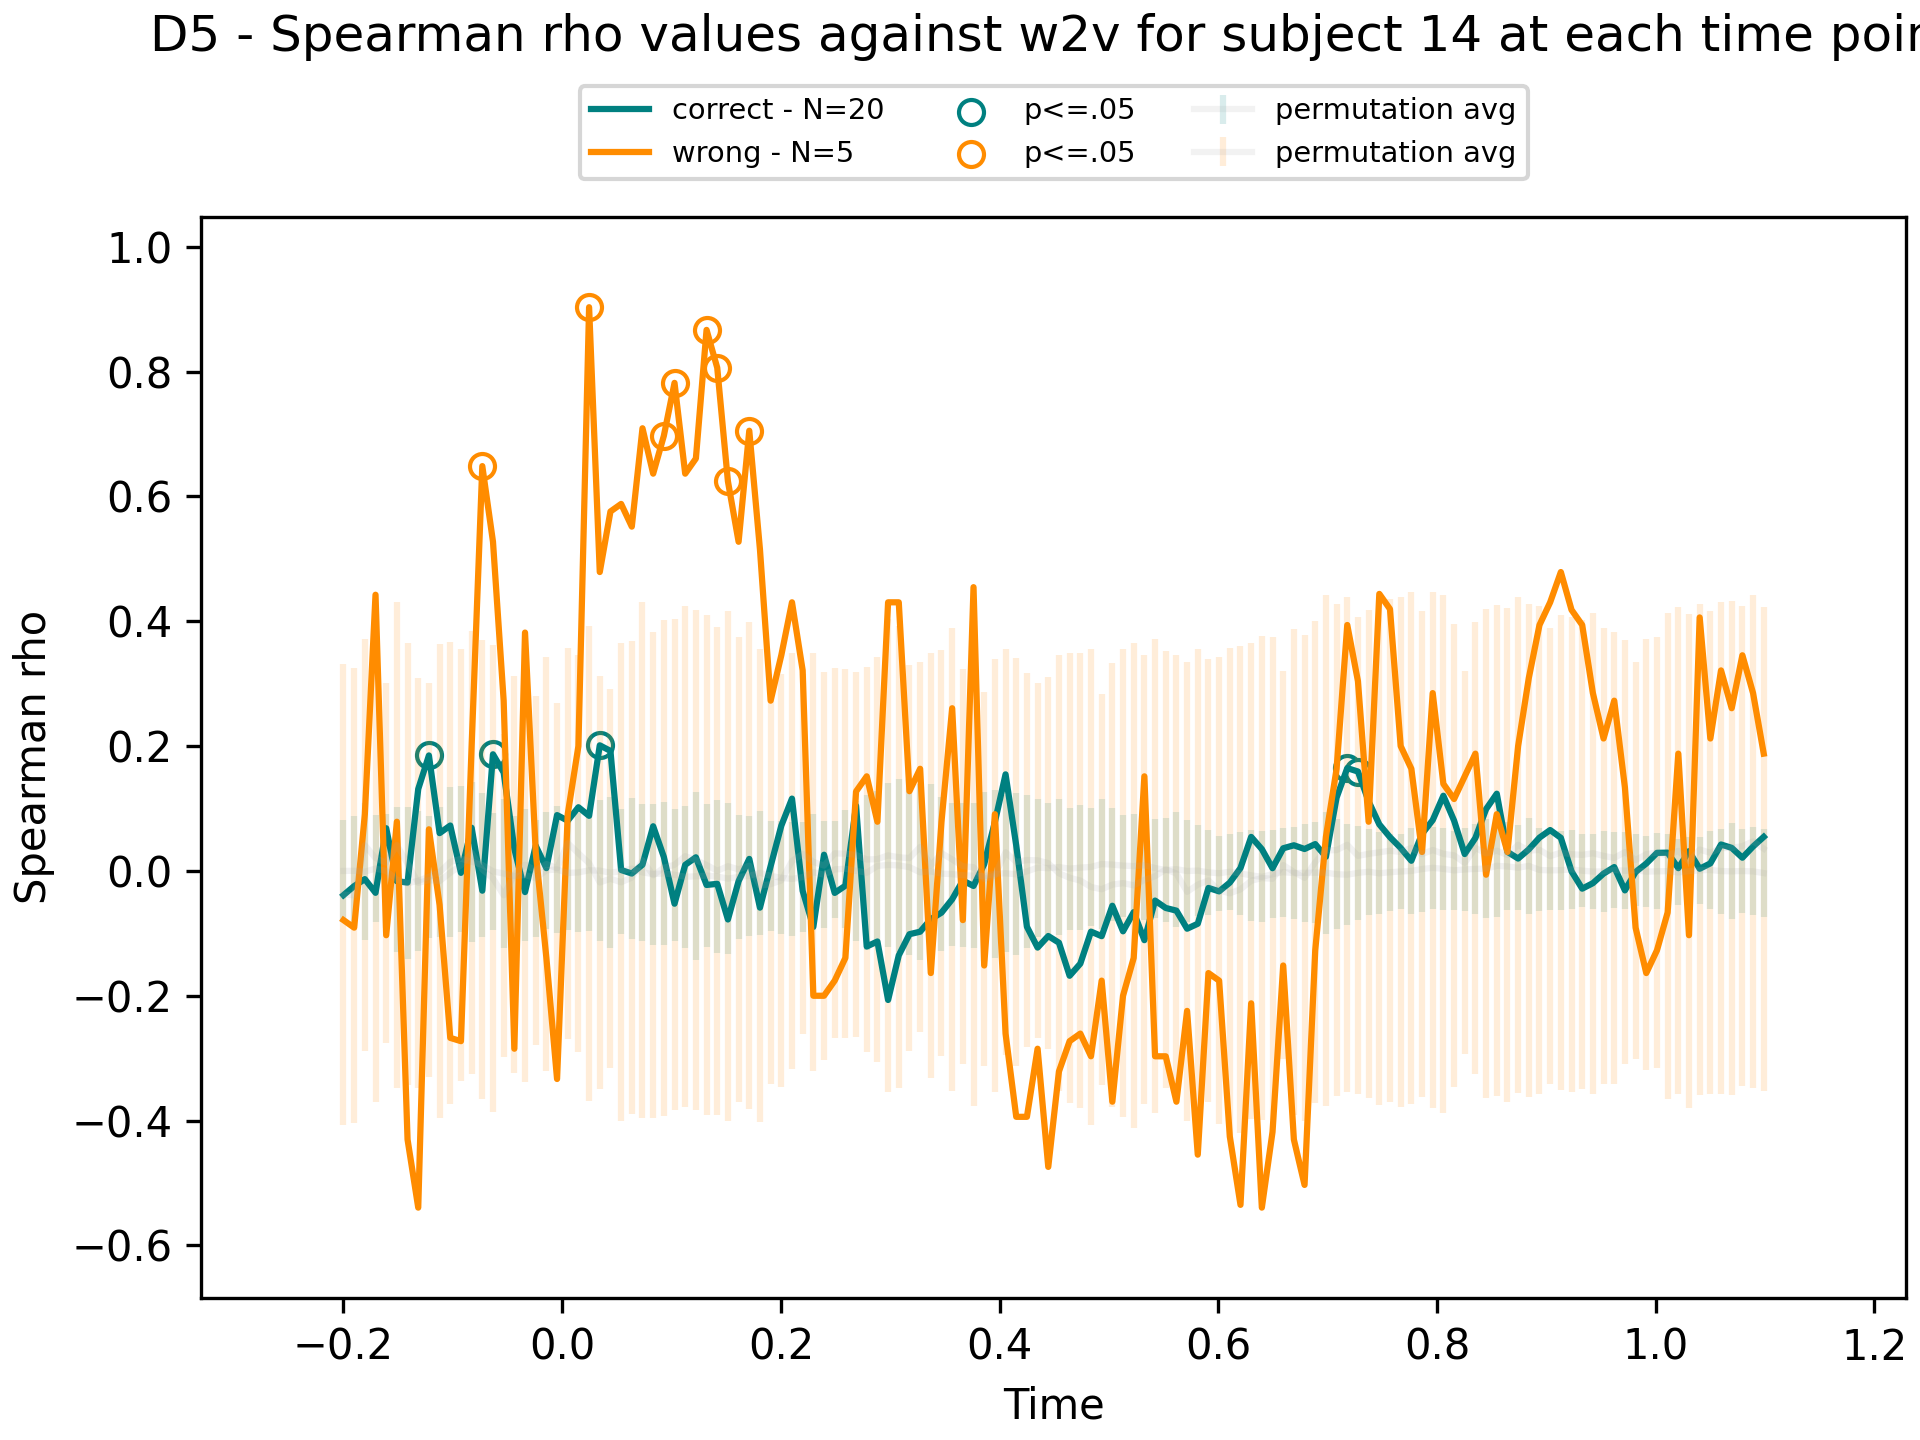 D5 - Spearman rho values against w2v for subject 14 at each time
correct - N=20
wrong - N=5
p<=.05
p<=.05
permutation avg
permutation avg
1.0
0.8
0.6
0.4
0.2
0.0
−0.2
−0.4
−0.6
Spearman rho
−0.2 0.0 0.2 0.4 0.6 0.8 1.0 1.2
Time